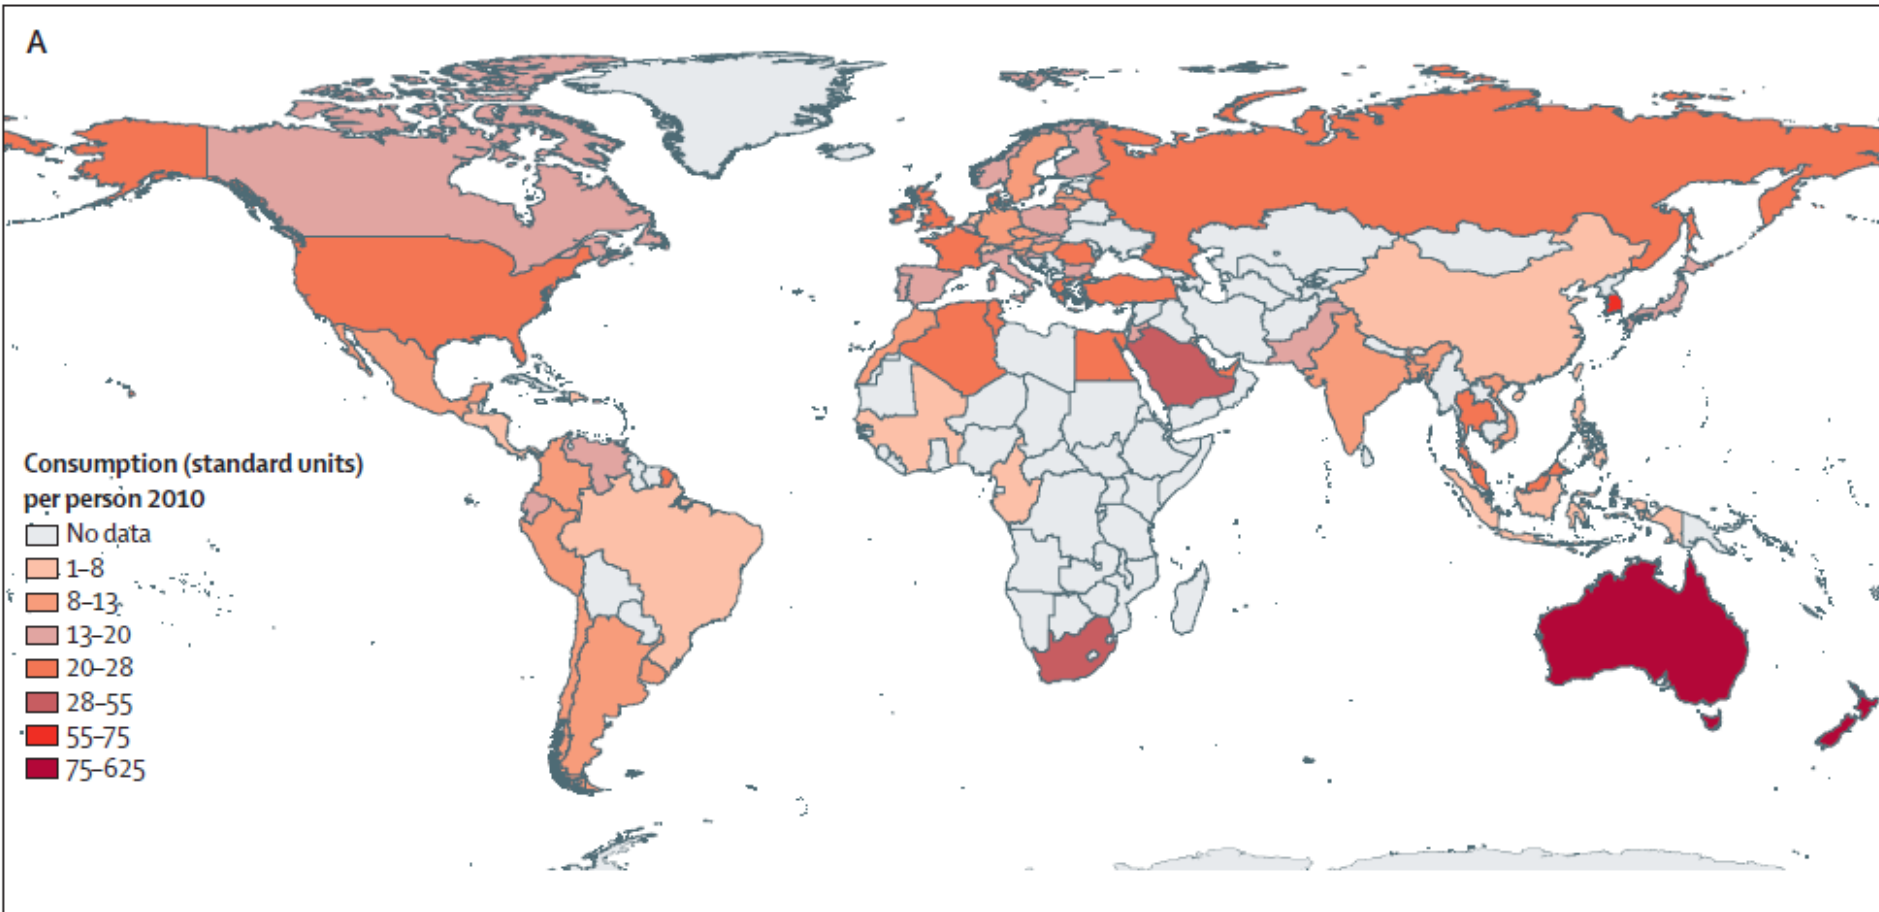 A
Consumption (standard units)
per person 2010
No data
1–8
8–13
13–20
20–28
28–55
55–75
75–625